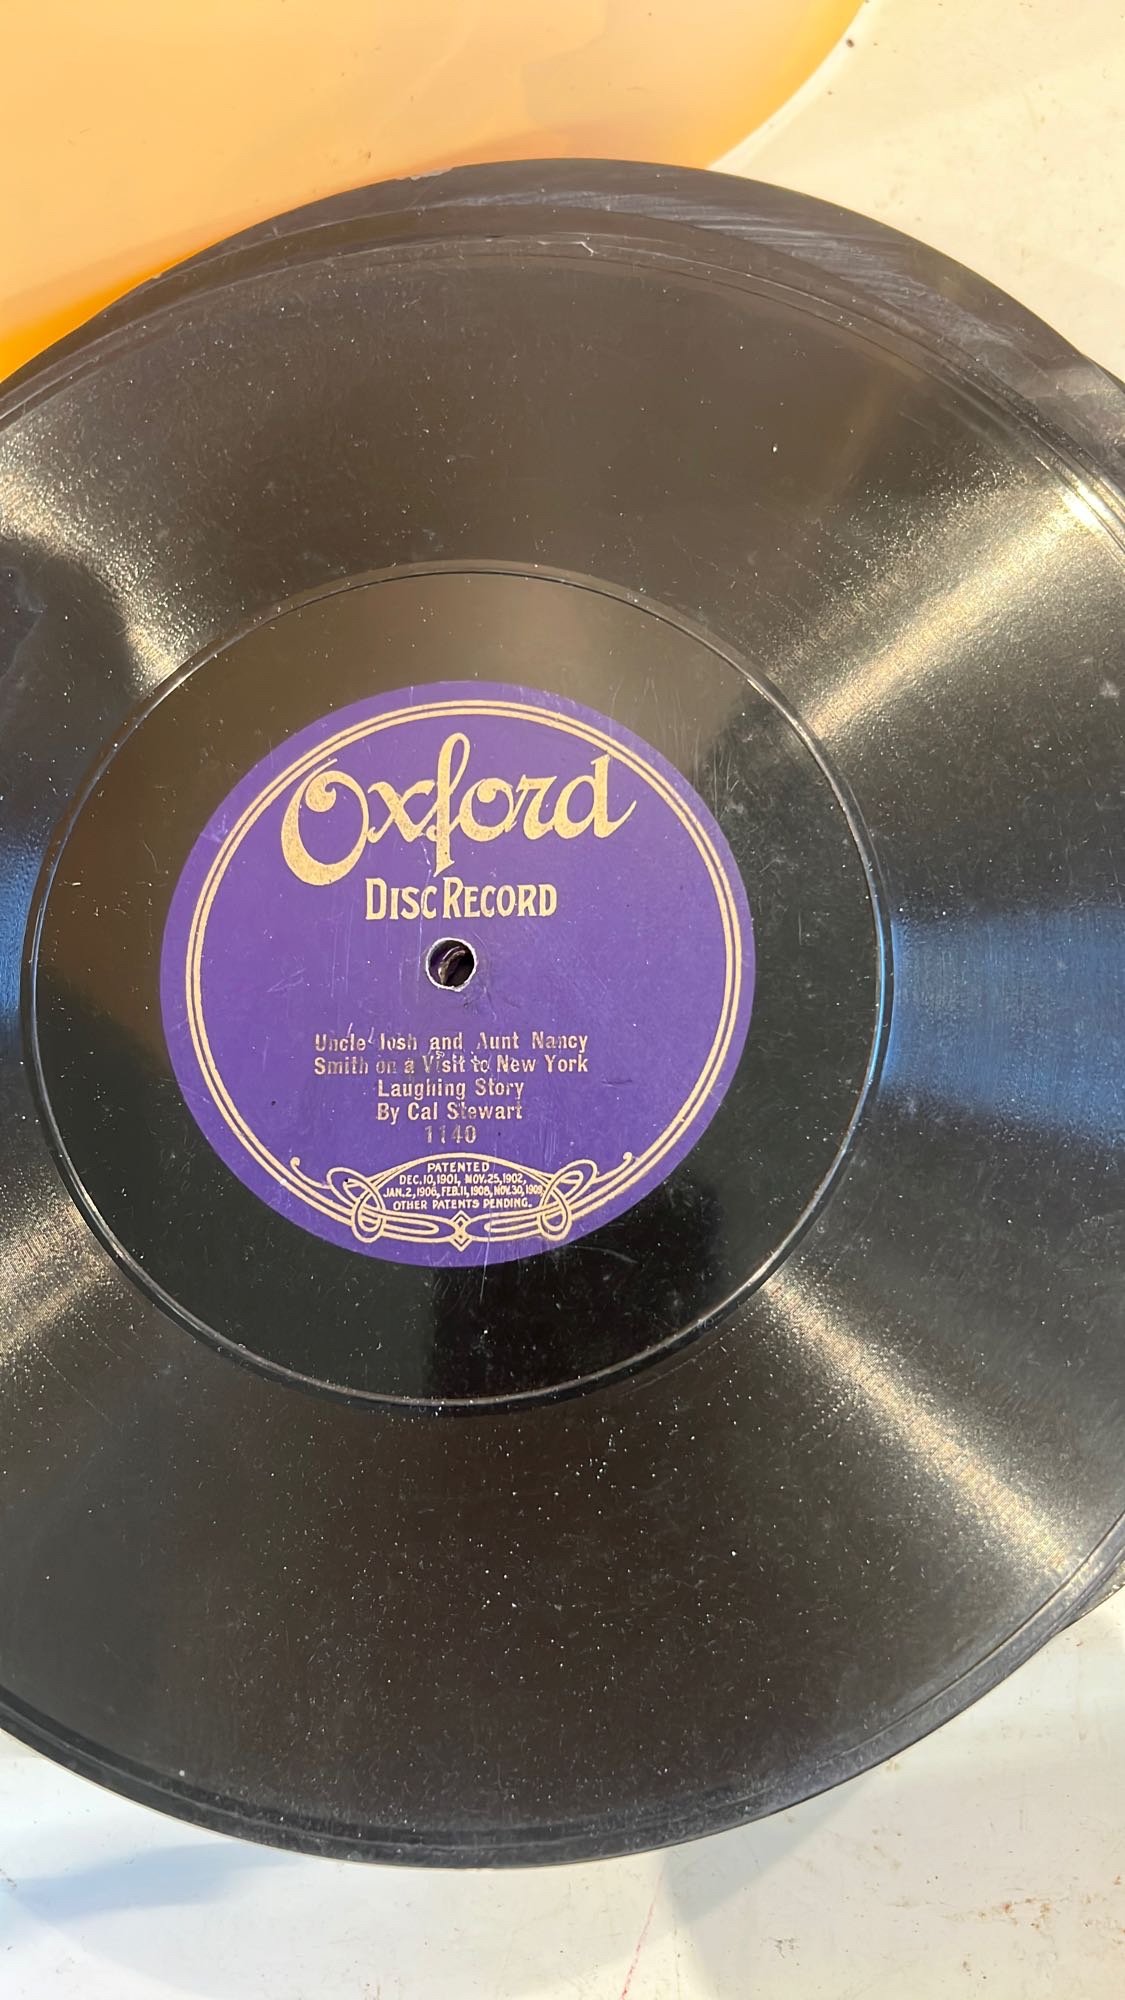 Oxford
DISC RECORD
Uncle Josh and Aunt Nancy
Smith on a Visit to New York
Laughing Story
By Cal Stewart
1140
PATENTED
DEC. 10, 1901, NOV. 25, 1902,
JAN. 2, 1906, FEB. 11, 1908, NOV. 30, 1909,
OTHER PATENTS PENDING.